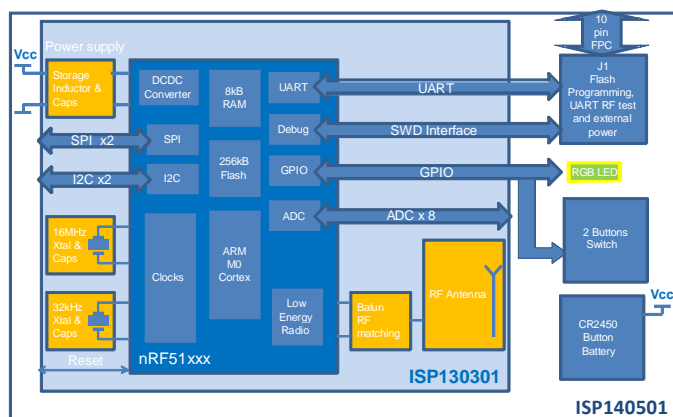 10
pin
FPC
Power supply
Vcc
Storage
Inductor &
Caps
DCDC
Converter
8kB
RAM
UART
UART
J1
Flash
Programming,
UART RF test
and external
power
SPI x2
SPI
Debug
SWD Interface
I2C x2
I2C
256kB
Flash
GPIO
GPIO
RGB LED
ADC
ADC x 8
16MHz
Xtal &
Caps
Clocks
ARM
M0
Cortex
2 Buttons
Switch
32kHz
Xtal &
Caps
Low
Energy
Radio
Balun
RF
matching
RF Antenna
Vcc
CR2450
Button
Battery
Reset
nRF51xxx
ISP130301
ISP140501